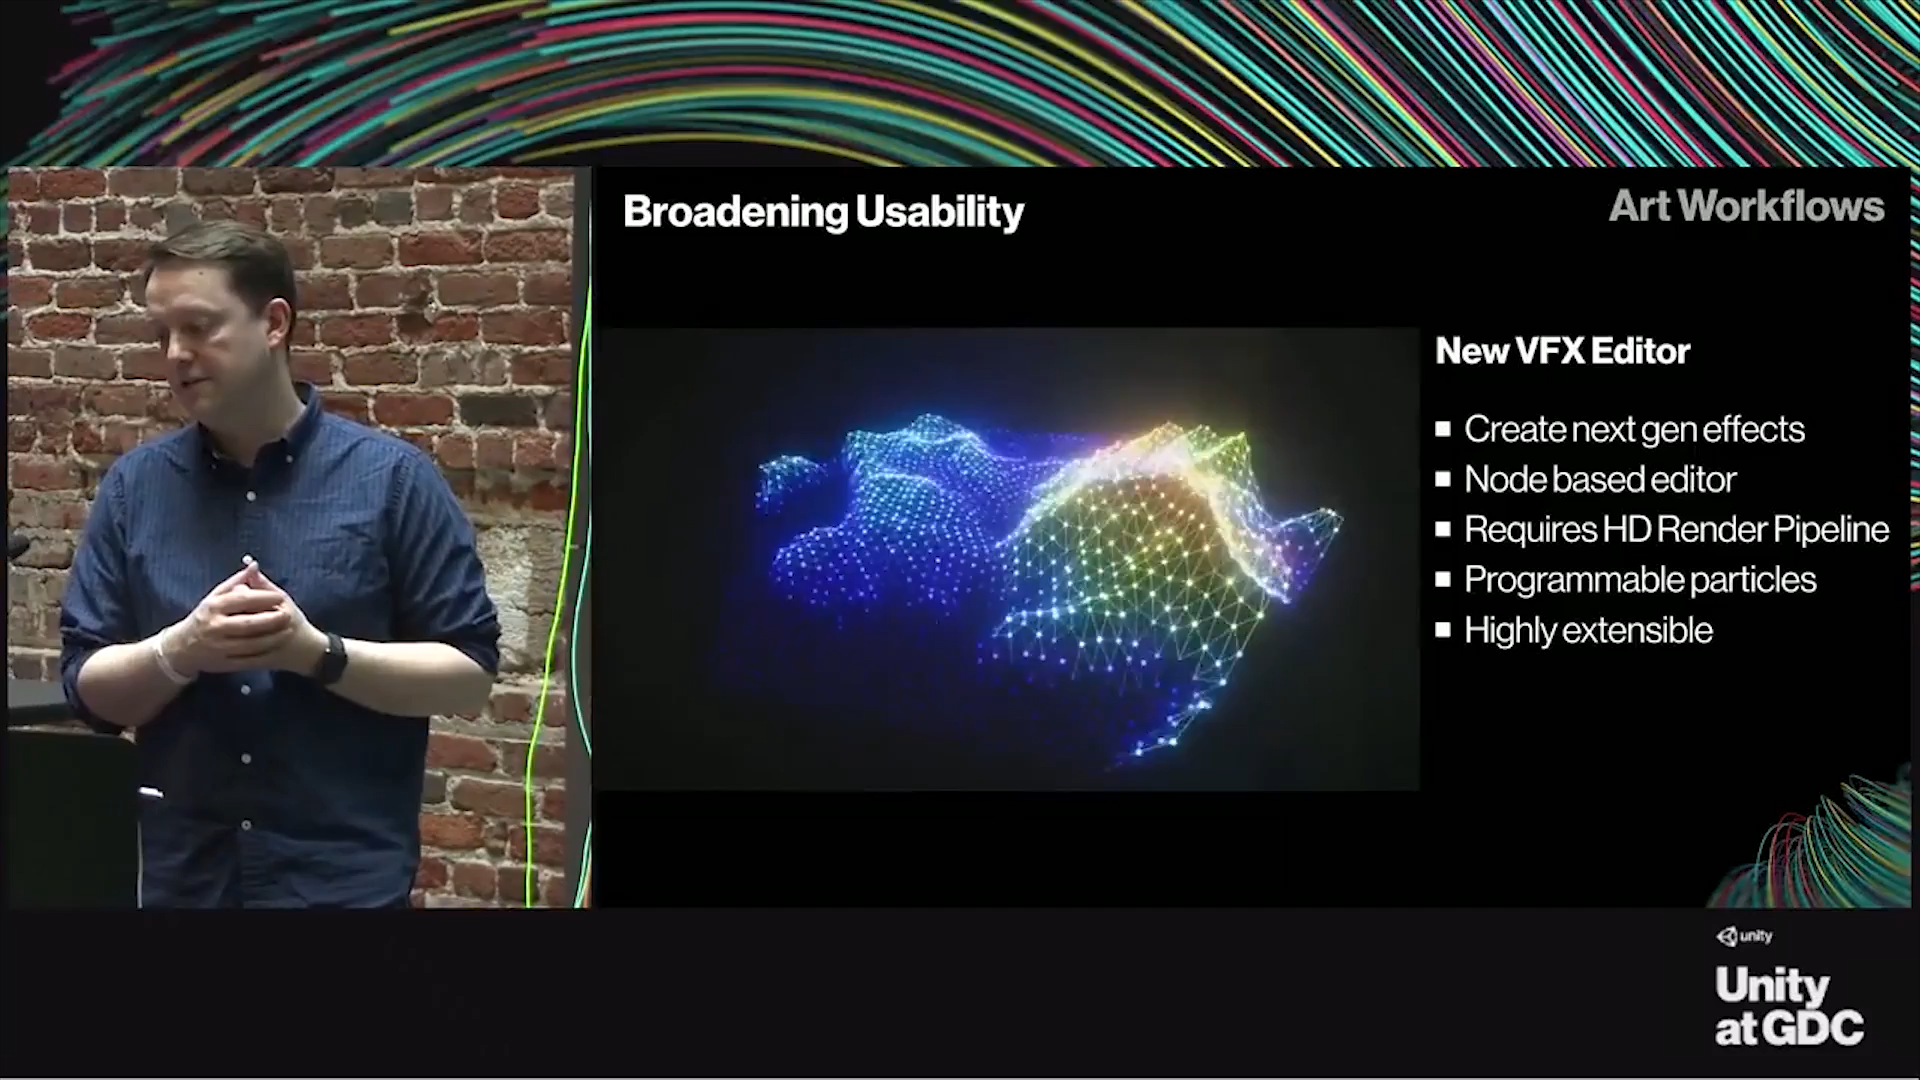 Broadening Usability
Art Workflows
New VFX Editor
Create next gen effects
Node based editor
Requires HD Render Pipeline
Programmable particles
Highly extensible
unity
Unity
at GDC